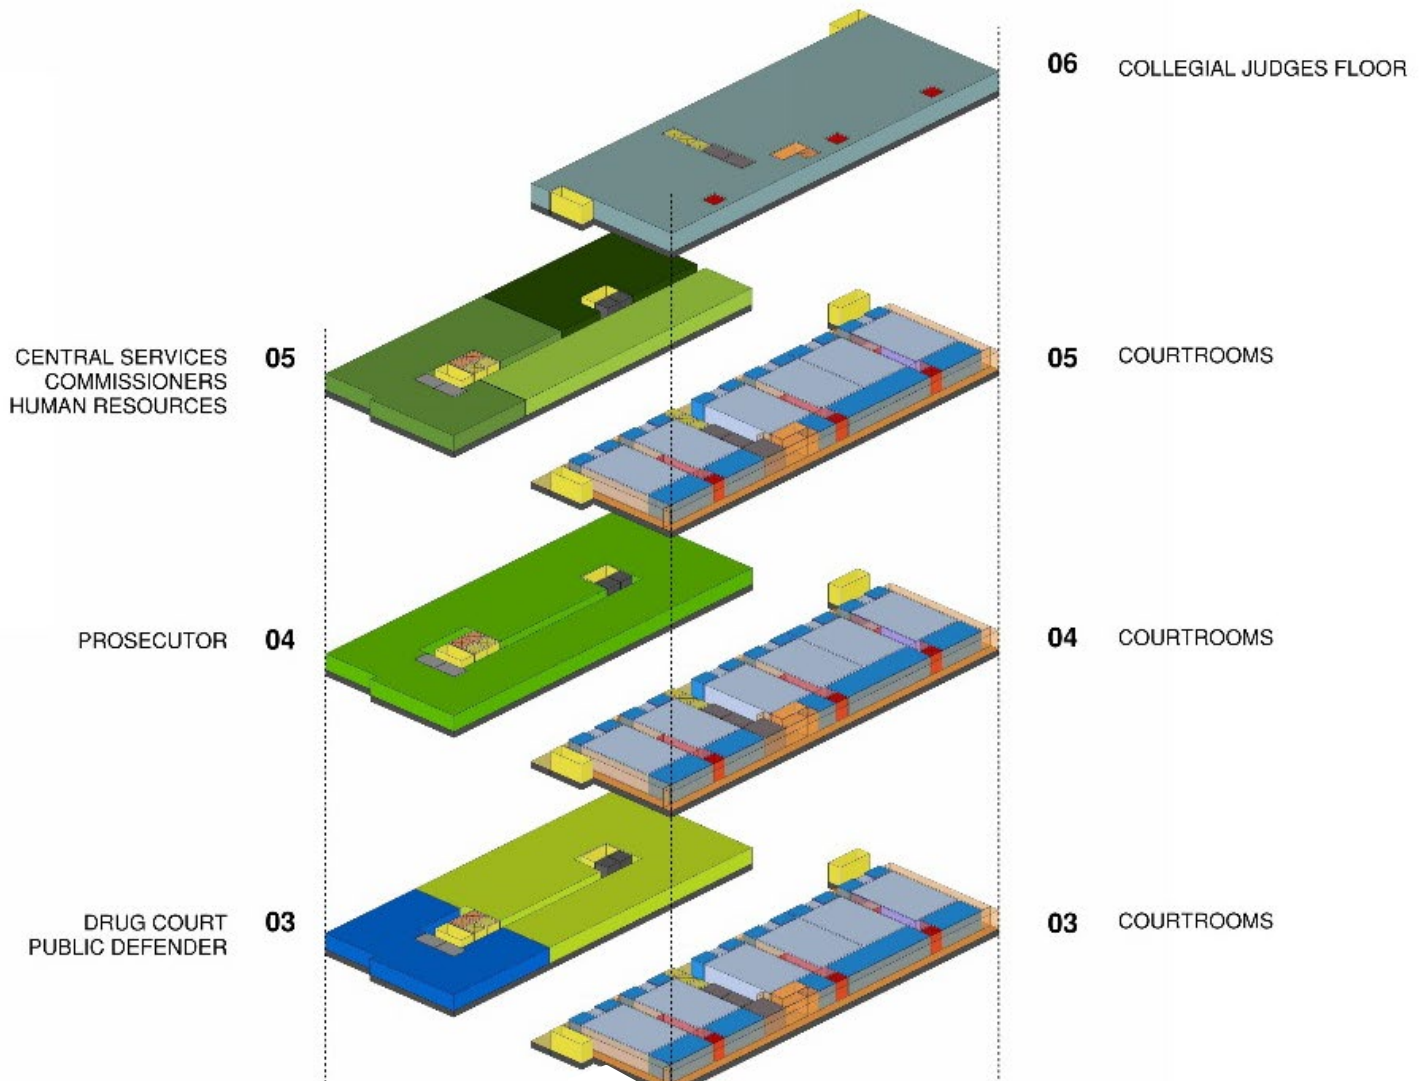 06 COLLEGIAL JUDGES FLOOR
CENTRAL SERVICES
COMMISSIONERS
HUMAN RESOURCES
05
05 COURTROOMS
PROSECUTOR 04
04 COURTROOMS
DRUG COURT
PUBLIC DEFENDER
03
03 COURTROOMS